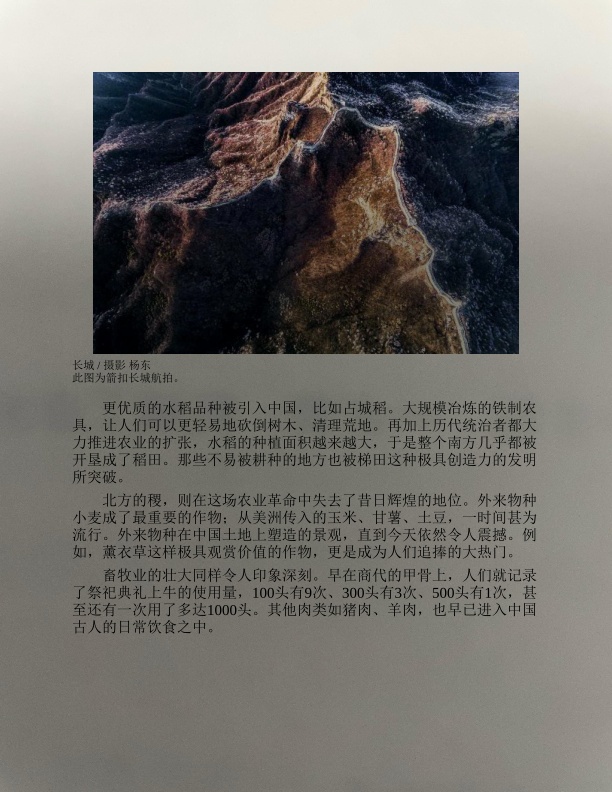 长城 / 摄影 杨东
此图为箭扣长城航拍。
更优质的水稻品种被引入中国，比如占城稻。大规模冶炼的铁制农
具，让人们可以更轻易地砍倒树木、清理荒地。再加上历代统治者都大
力推进农业的扩张，水稻的种植面积越来越大，于是整个南方几乎都被
开垦成了稻田。那些不易被耕种的地方也被梯田这种极具创造力的发明
所突破。
北方的稷，则在这场农业革命中失去了昔日辉煌的地位。外来物种
小麦成了最重要的作物；从美洲传入的玉米、甘薯、土豆，一时间甚为
流行。外来物种在中国土地上塑造的景观，直到今天依然令人震撼。例
如，薰衣草这样极具观赏价值的作物，更是成为人们追捧的大热门。
畜牧业的壮大同样令人印象深刻。早在商代的甲骨上，人们就记录
了祭祀典礼上牛的使用量，100头有9次、300头有3次、500头有1次，甚
至还有一次用了多达1000头。其他肉类如猪肉、羊肉，也早已进入中国
古人的日常饮食之中。